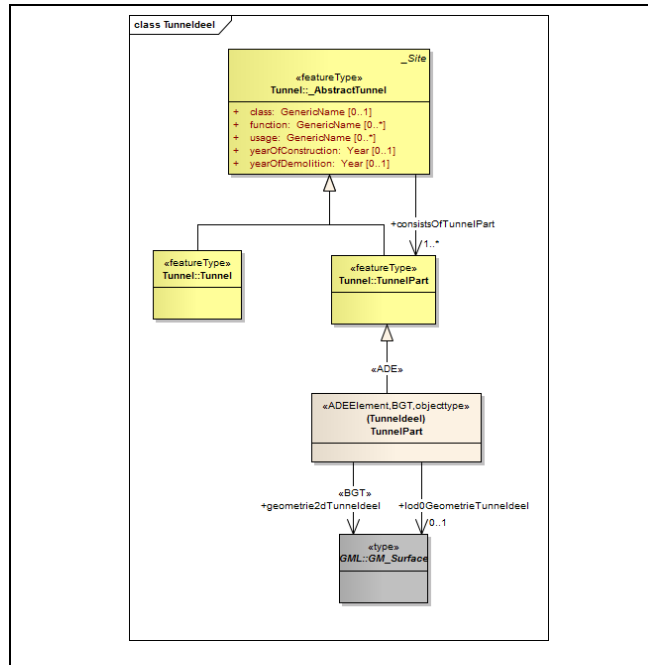 class Tunneldeel
_Site
«featureType»
Tunnel::_AbstractTunnel
+ class: GenericName [0..1]
+ function: GenericName [0..*]
+ usage: GenericName [0..*]
+ yearOfConstruction: Year [0..1]
+ yearOfDemolition: Year [0..1]
+consistsOfTunnelPart
1..*
«featureType»
Tunnel::Tunnel
«featureType»
Tunnel::TunnelPart
«ADE»
«ADEElement,BGT,objecttype»
(Tunneldeel)
TunnelPart
«BGT»
+geometrie2dTunneldeel
+lod0GeometrieTunneldeel
0..1
«type»
GML::GM_Surface